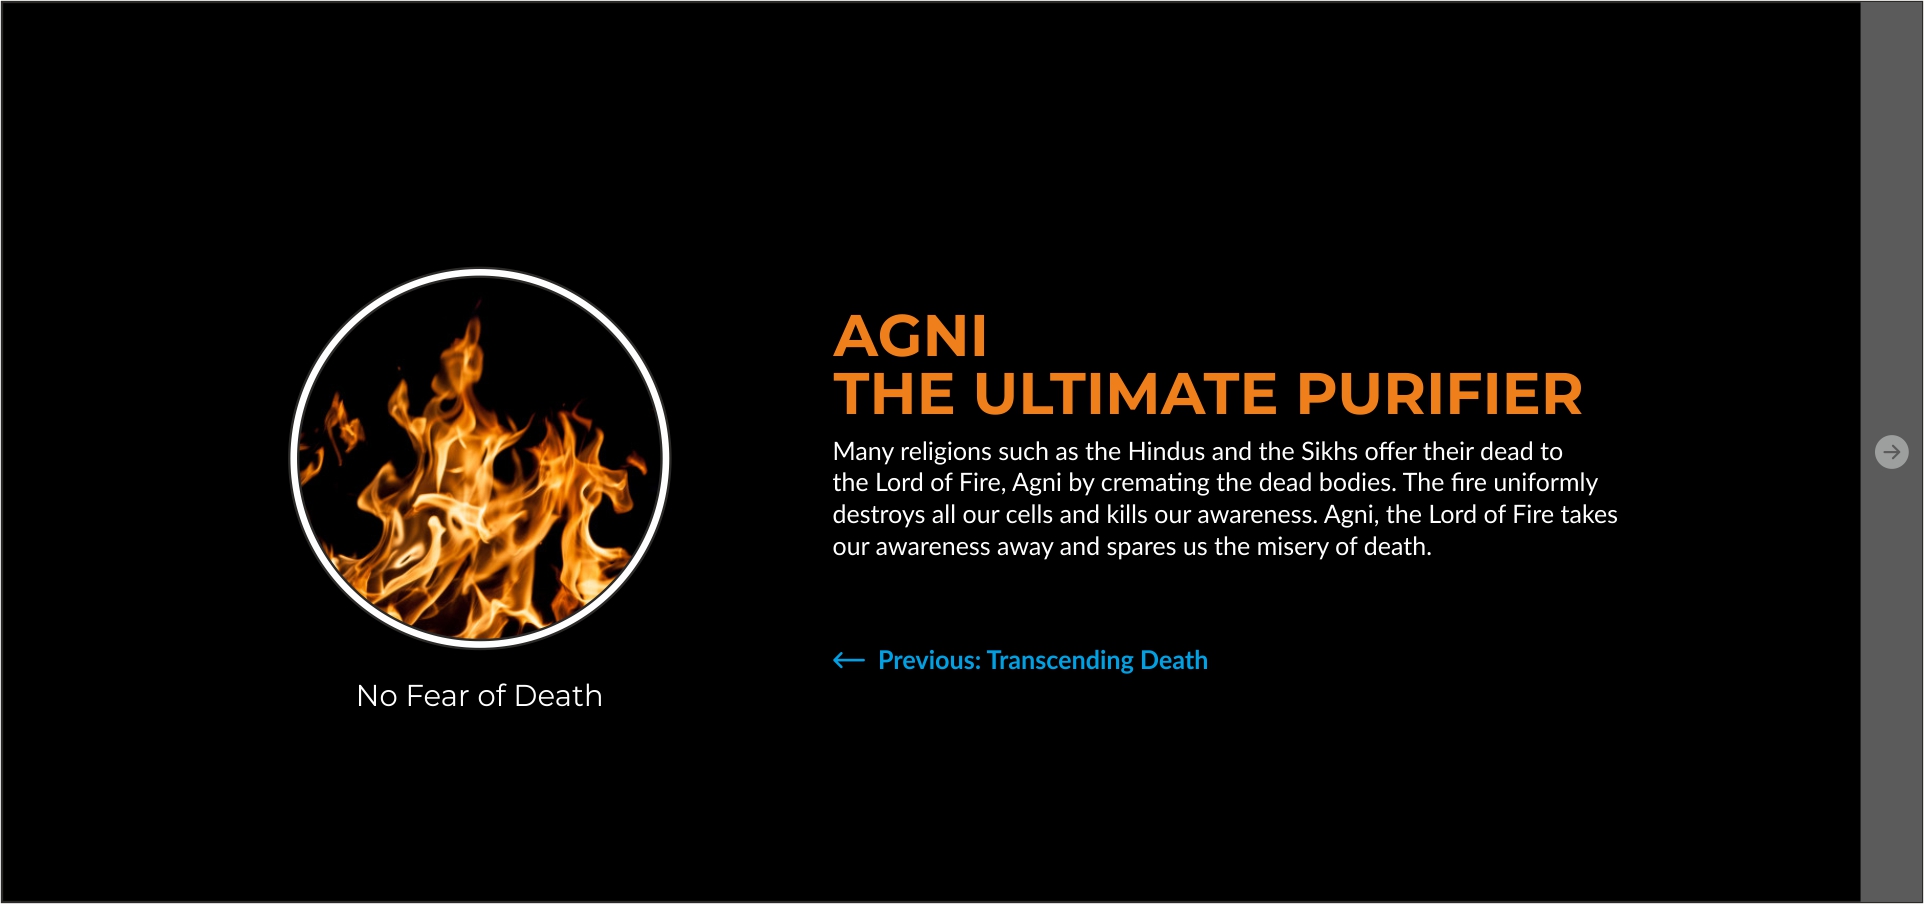 AGNI
THE ULTIMATE PURIFIER
Many religions such as the Hindus and the Sikhs offer their dead to
the Lord of Fire, Agni by cremating the dead bodies. The fire uniformly
destroys all our cells and kills our awareness. Agni, the Lord of Fire takes
our awareness away and spares us the misery of death.
Previous: Transcending Death
No Fear of Death